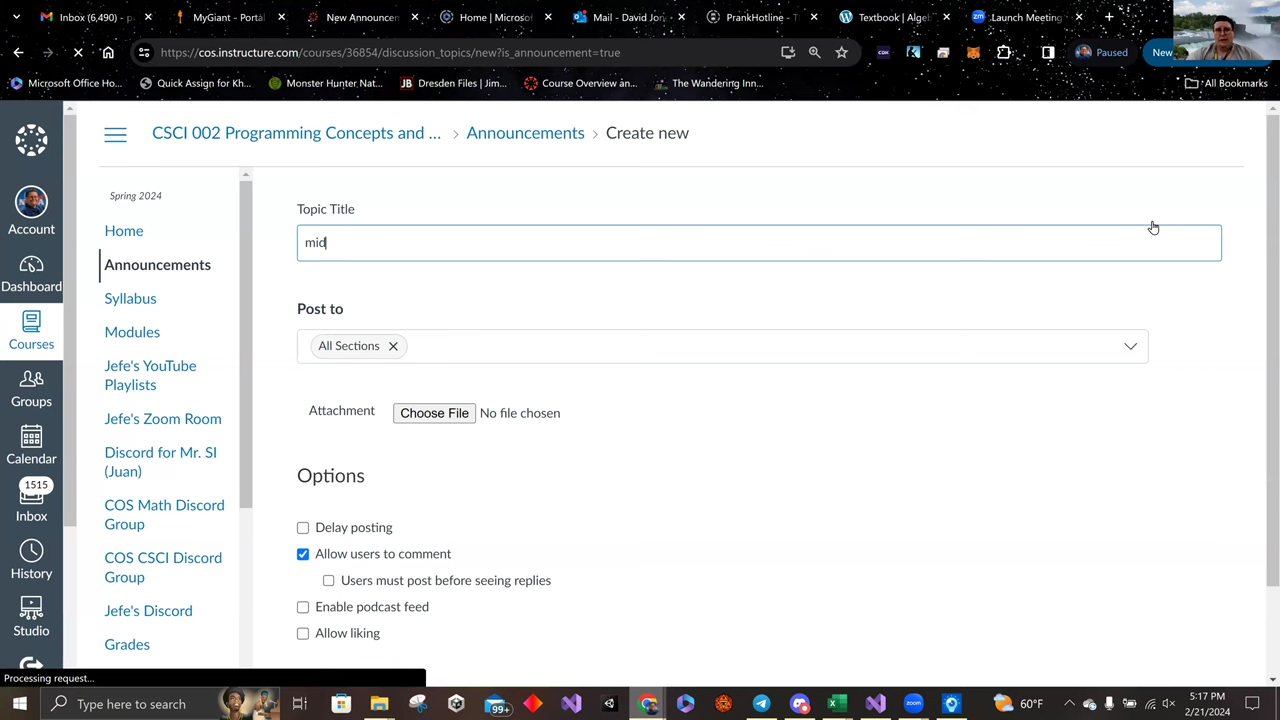 Inbox (6,490) - p
MyGiant - Portal
New Announcem
Home | Microsof
Mail - David Jon
PrankHotline - T
Textbook | Alge
Launch Meeting
https://cos.instructure.com/courses/36854/discussion_topics/new?is_announcement=true
Paused
New
Microsoft Office Ho...
Quick Assign for Kh...
Monster Hunter Nat...
Dresden Files | Jim...
Course Overview an...
The Wandering Inn...
All Bookmarks
CSCI 002 Programming Concepts and ... > Announcements > Create new
Account
Dashboard
Courses
Groups
Calendar
1515
Inbox
History
Studio
Spring 2024
Home
Announcements
Syllabus
Modules
Jefe's YouTube
Playlists
Jefe's Zoom Room
Discord for Mr. SI
(Juan)
COS Math Discord
Group
COS CSCI Discord
Group
Jefe's Discord
Grades
Topic Title
mid
Post to
All Sections
Attachment Choose File No file chosen
Options
Delay posting
Allow users to comment
Users must post before seeing replies
Enable podcast feed
Allow liking
Processing request...
Type here to search
99+
60°F
5:17 PM
2/21/2024